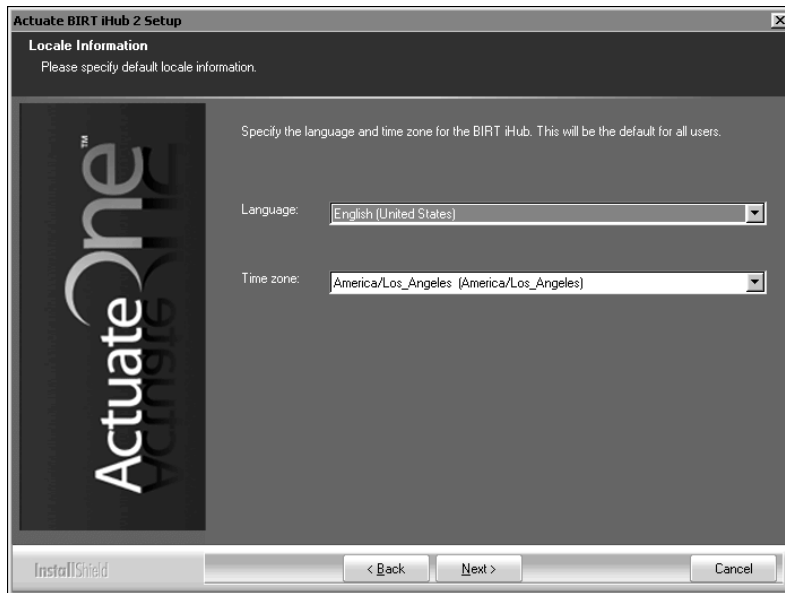 Actuate BIRT iHub 2 Setup
Locale Information
Please specify default locale information.
Specify the language and time zone for the BIRT iHub. This will be the default for all users.
Language:
English (United States)
Time zone:
America/Los_Angeles (America/Los_Angeles)
ActuateOne™
InstallShield
< Back
Next >
Cancel